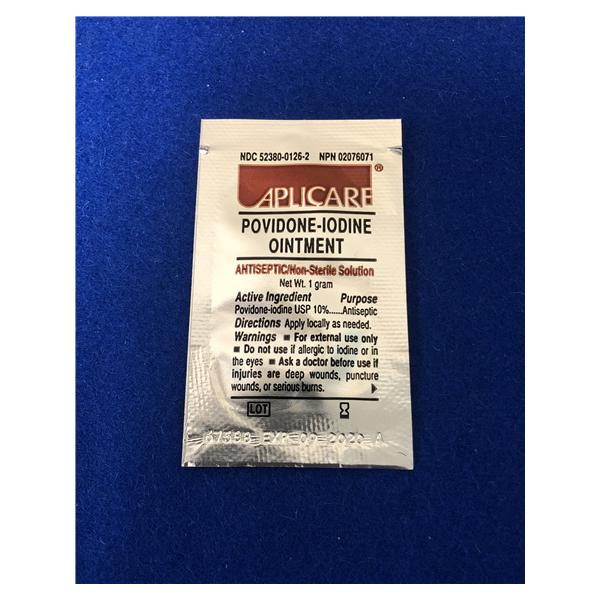 NDC 52380-0126-2 NPN 02076071
APLICARE®
POVIDONE-IODINE
OINTMENT
ANTISEPTIC/Non-Sterile Solution
Net Wt. 1 gram
Active Ingredient Purpose
Povidone-iodine USP 10%......Antiseptic
Directions Apply locally as needed.
Warnings ■ For external use only
■ Do not use if allergic to iodine or in
the eyes ■ Ask a doctor before use if
injuries are deep wounds, puncture
wounds, or serious burns.
LOT
EXP 09 2020 A